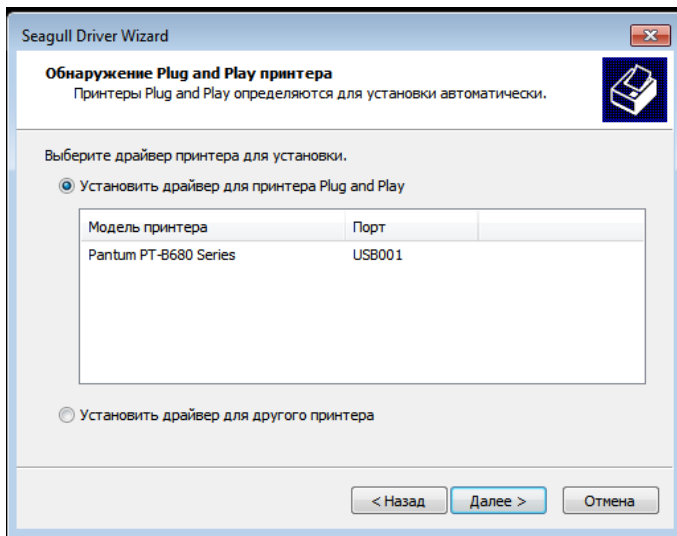 Seagull Driver Wizard
Обнаружение Plug and Play принтера
Принтеры Plug and Play определяются для установки автоматически.
Выберите драйвер принтера для установки.
Установить драйвер для принтера Plug and Play
Модель принтера Порт
Pantum PT-B680 Series USB001
Установить драйвер для другого принтера
< Назад Далее > Отмена